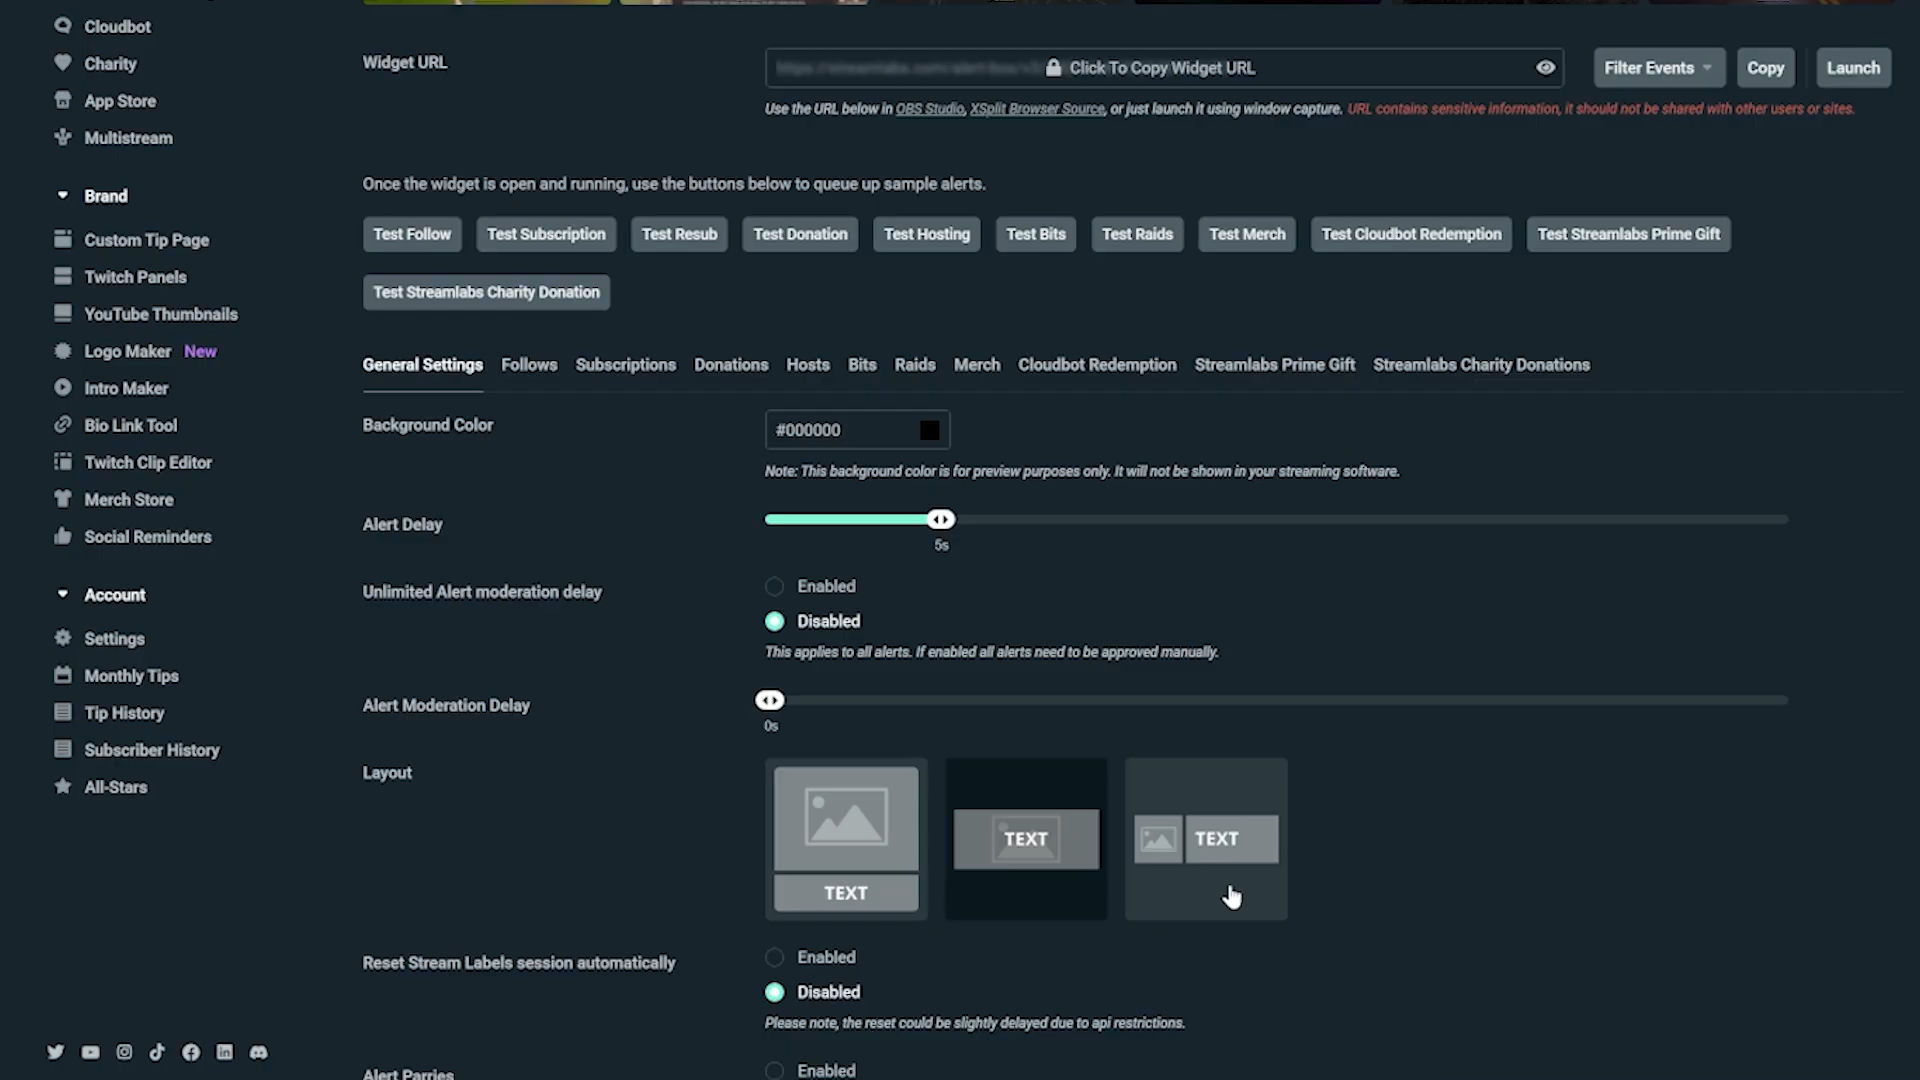 Cloudbot
Charity
App Store
Multistream
Brand
Custom Tip Page
Twitch Panels
YouTube Thumbnails
Logo Maker New
Intro Maker
Bio Link Tool
Twitch Clip Editor
Merch Store
Social Reminders
Account
Settings
Monthly Tips
Tip History
Subscriber History
All-Stars
Widget URL
Click To Copy Widget URL
Filter Events
Copy
Launch
Use the URL below in OBS Studio, XSplit Browser Source, or just launch it using window capture. URL contains sensitive information, it should not be shared with other users or sites.
Once the widget is open and running, use the buttons below to queue up sample alerts.
Test Follow
Test Subscription
Test Resub
Test Donation
Test Hosting
Test Bits
Test Raids
Test Merch
Test Cloudbot Redemption
Test Streamlabs Prime Gift
Test Streamlabs Charity Donation
General Settings
Follows
Subscriptions
Donations
Hosts
Bits
Raids
Merch
Cloudbot Redemption
Streamlabs Prime Gift
Streamlabs Charity Donations
Background Color
#000000
Note: This background color is for preview purposes only. It will not be shown in your streaming software.
Alert Delay
5s
Unlimited Alert moderation delay
Enabled
Disabled
This applies to all alerts. If enabled all alerts need to be approved manually.
Alert Moderation Delay
0s
Layout
TEXT
TEXT
TEXT
Reset Stream Labels session automatically
Enabled
Disabled
Please note, the reset could be slightly delayed due to api restrictions.
Alert Parries
Enabled